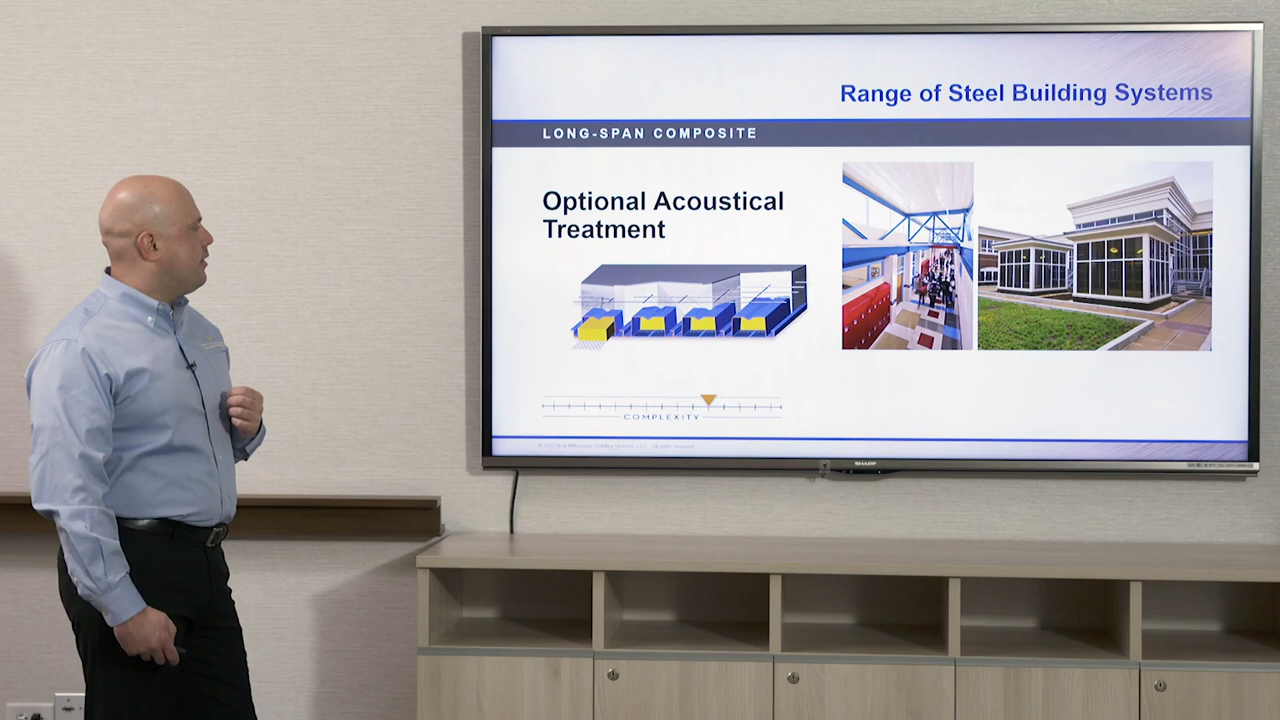 Range of Steel Building Systems
LONG-SPAN COMPOSITE
Optional Acoustical
Treatment
COMPLEXITY
SHARP